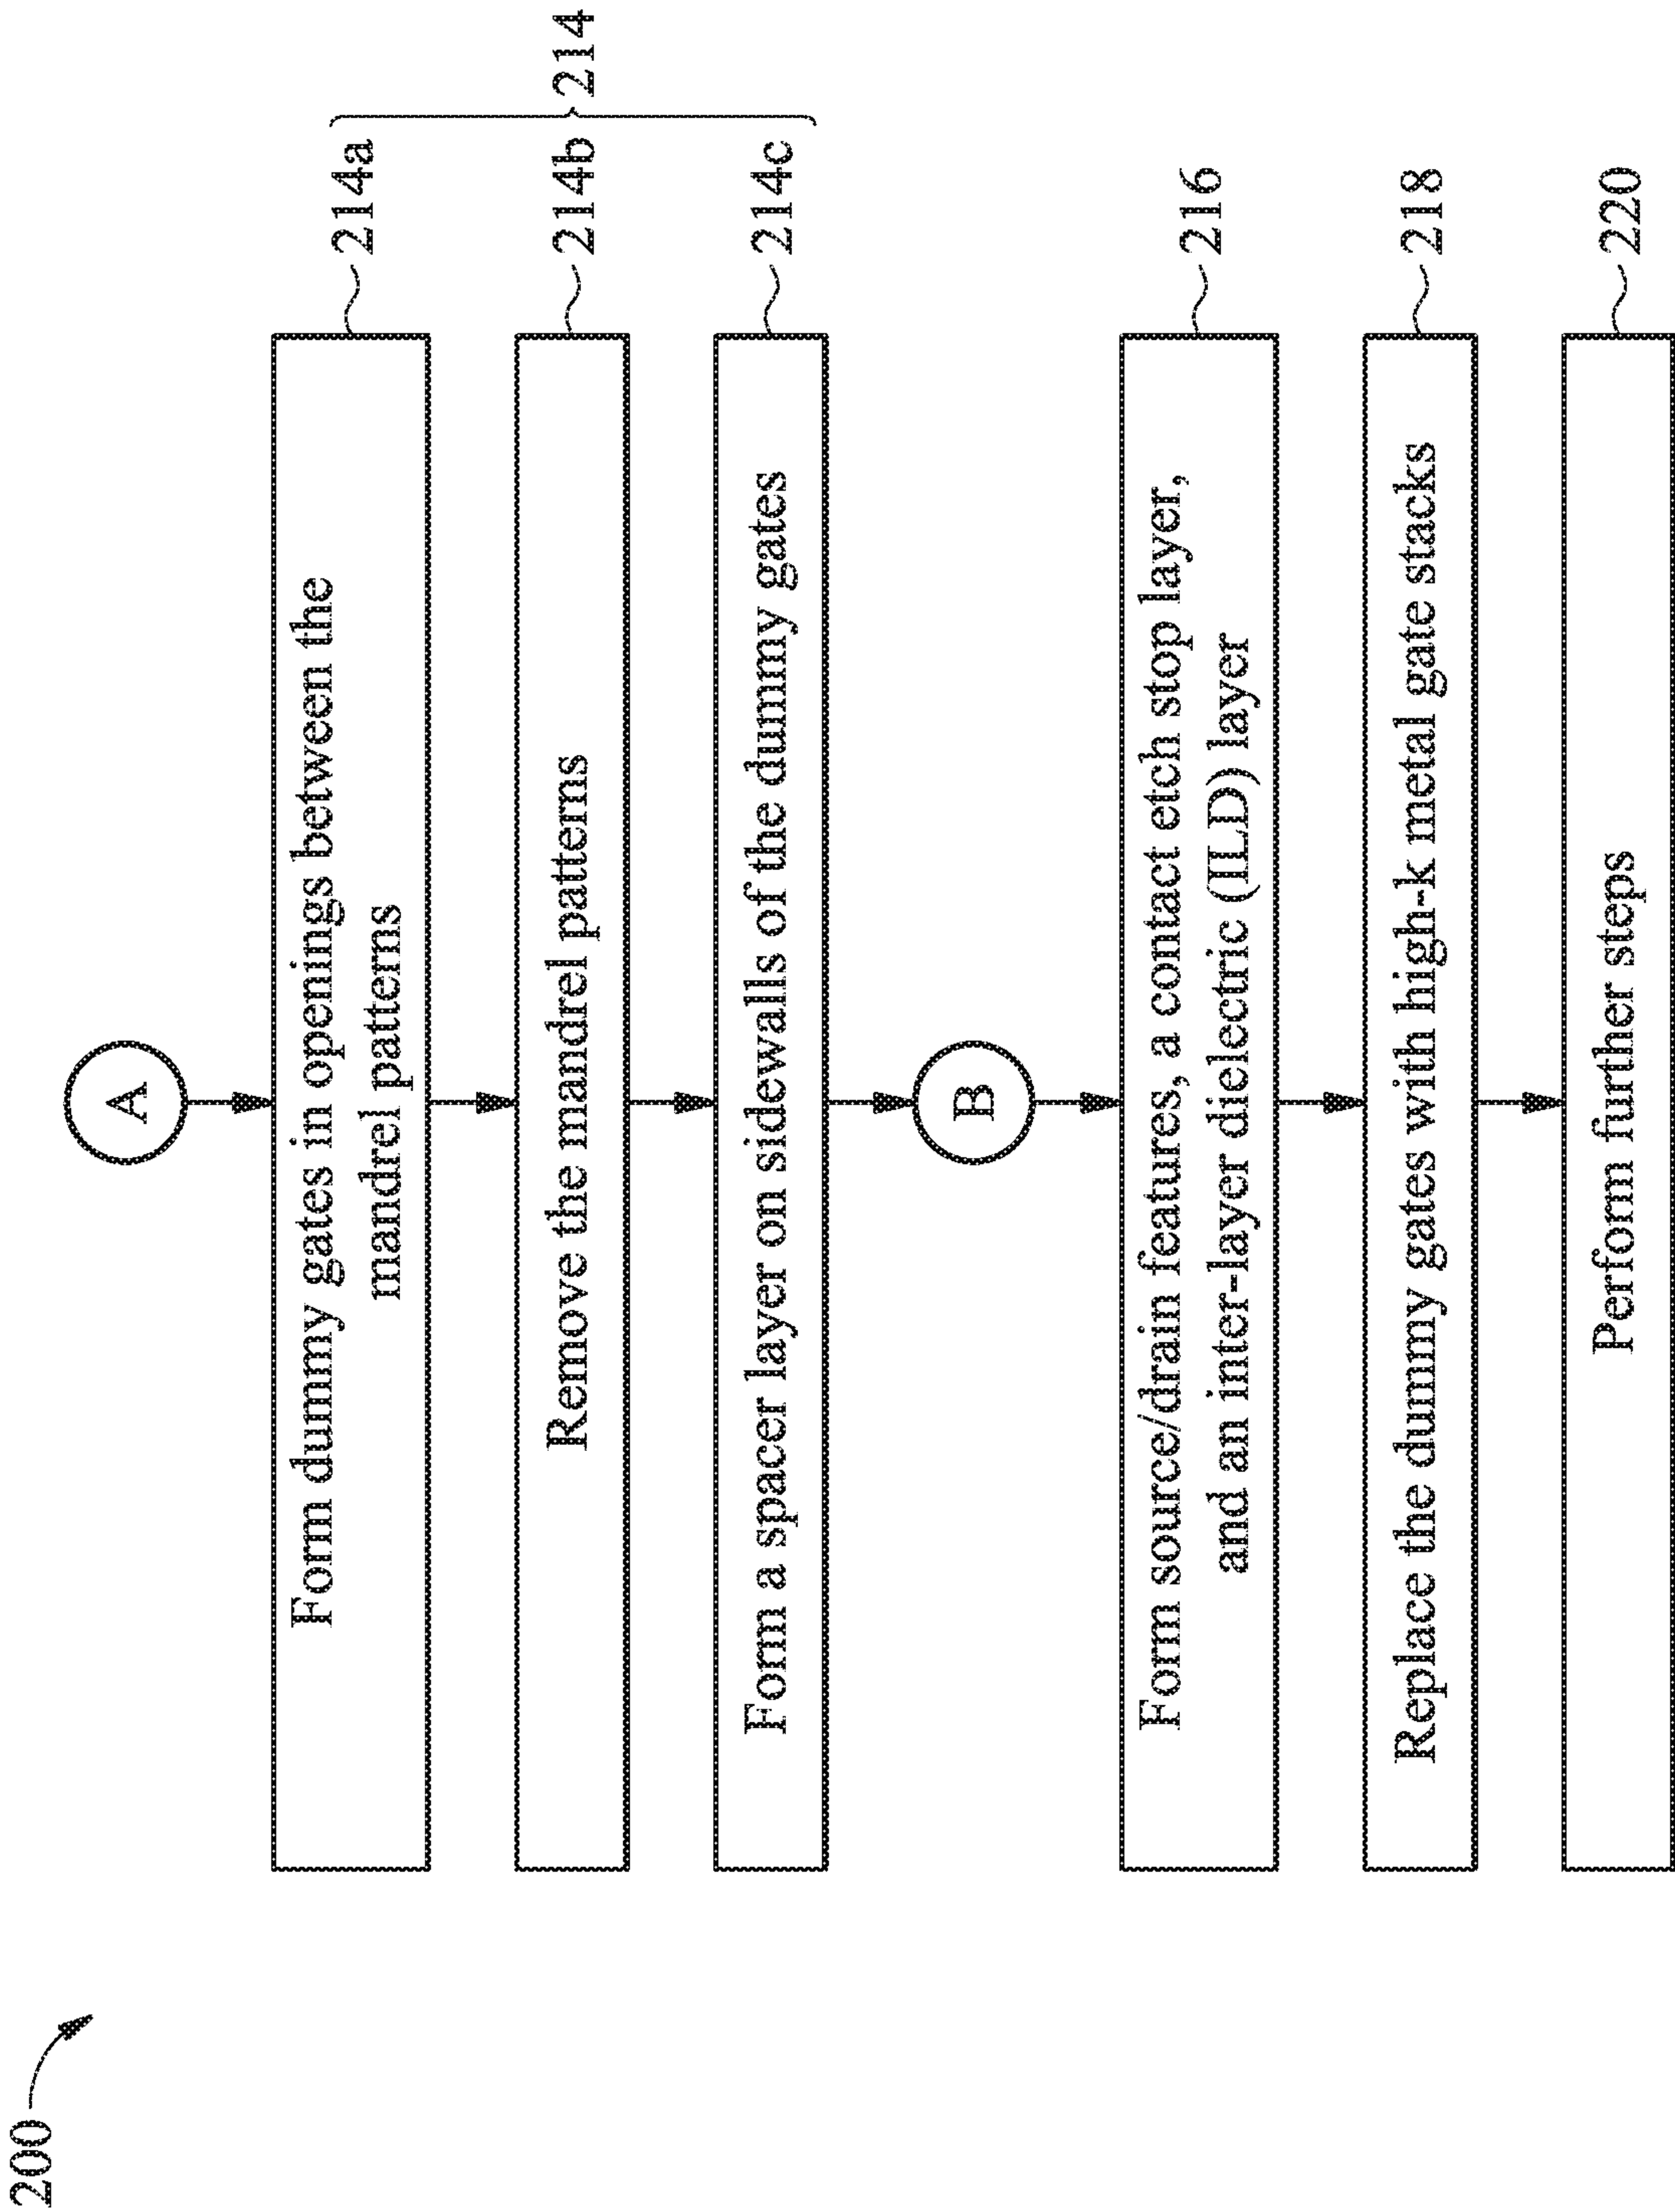 200
A
Form dummy gates in openings between the
mandrel patterns
214a
Remove the mandrel patterns
214b
214
Form a spacer layer on sidewalls of the dummy gates
214c
B
Form source/drain features, a contact etch stop layer,
and an inter-layer dielectric (ILD) layer
216
Replace the dummy gates with high-k metal gate stacks
218
Perform further steps
220